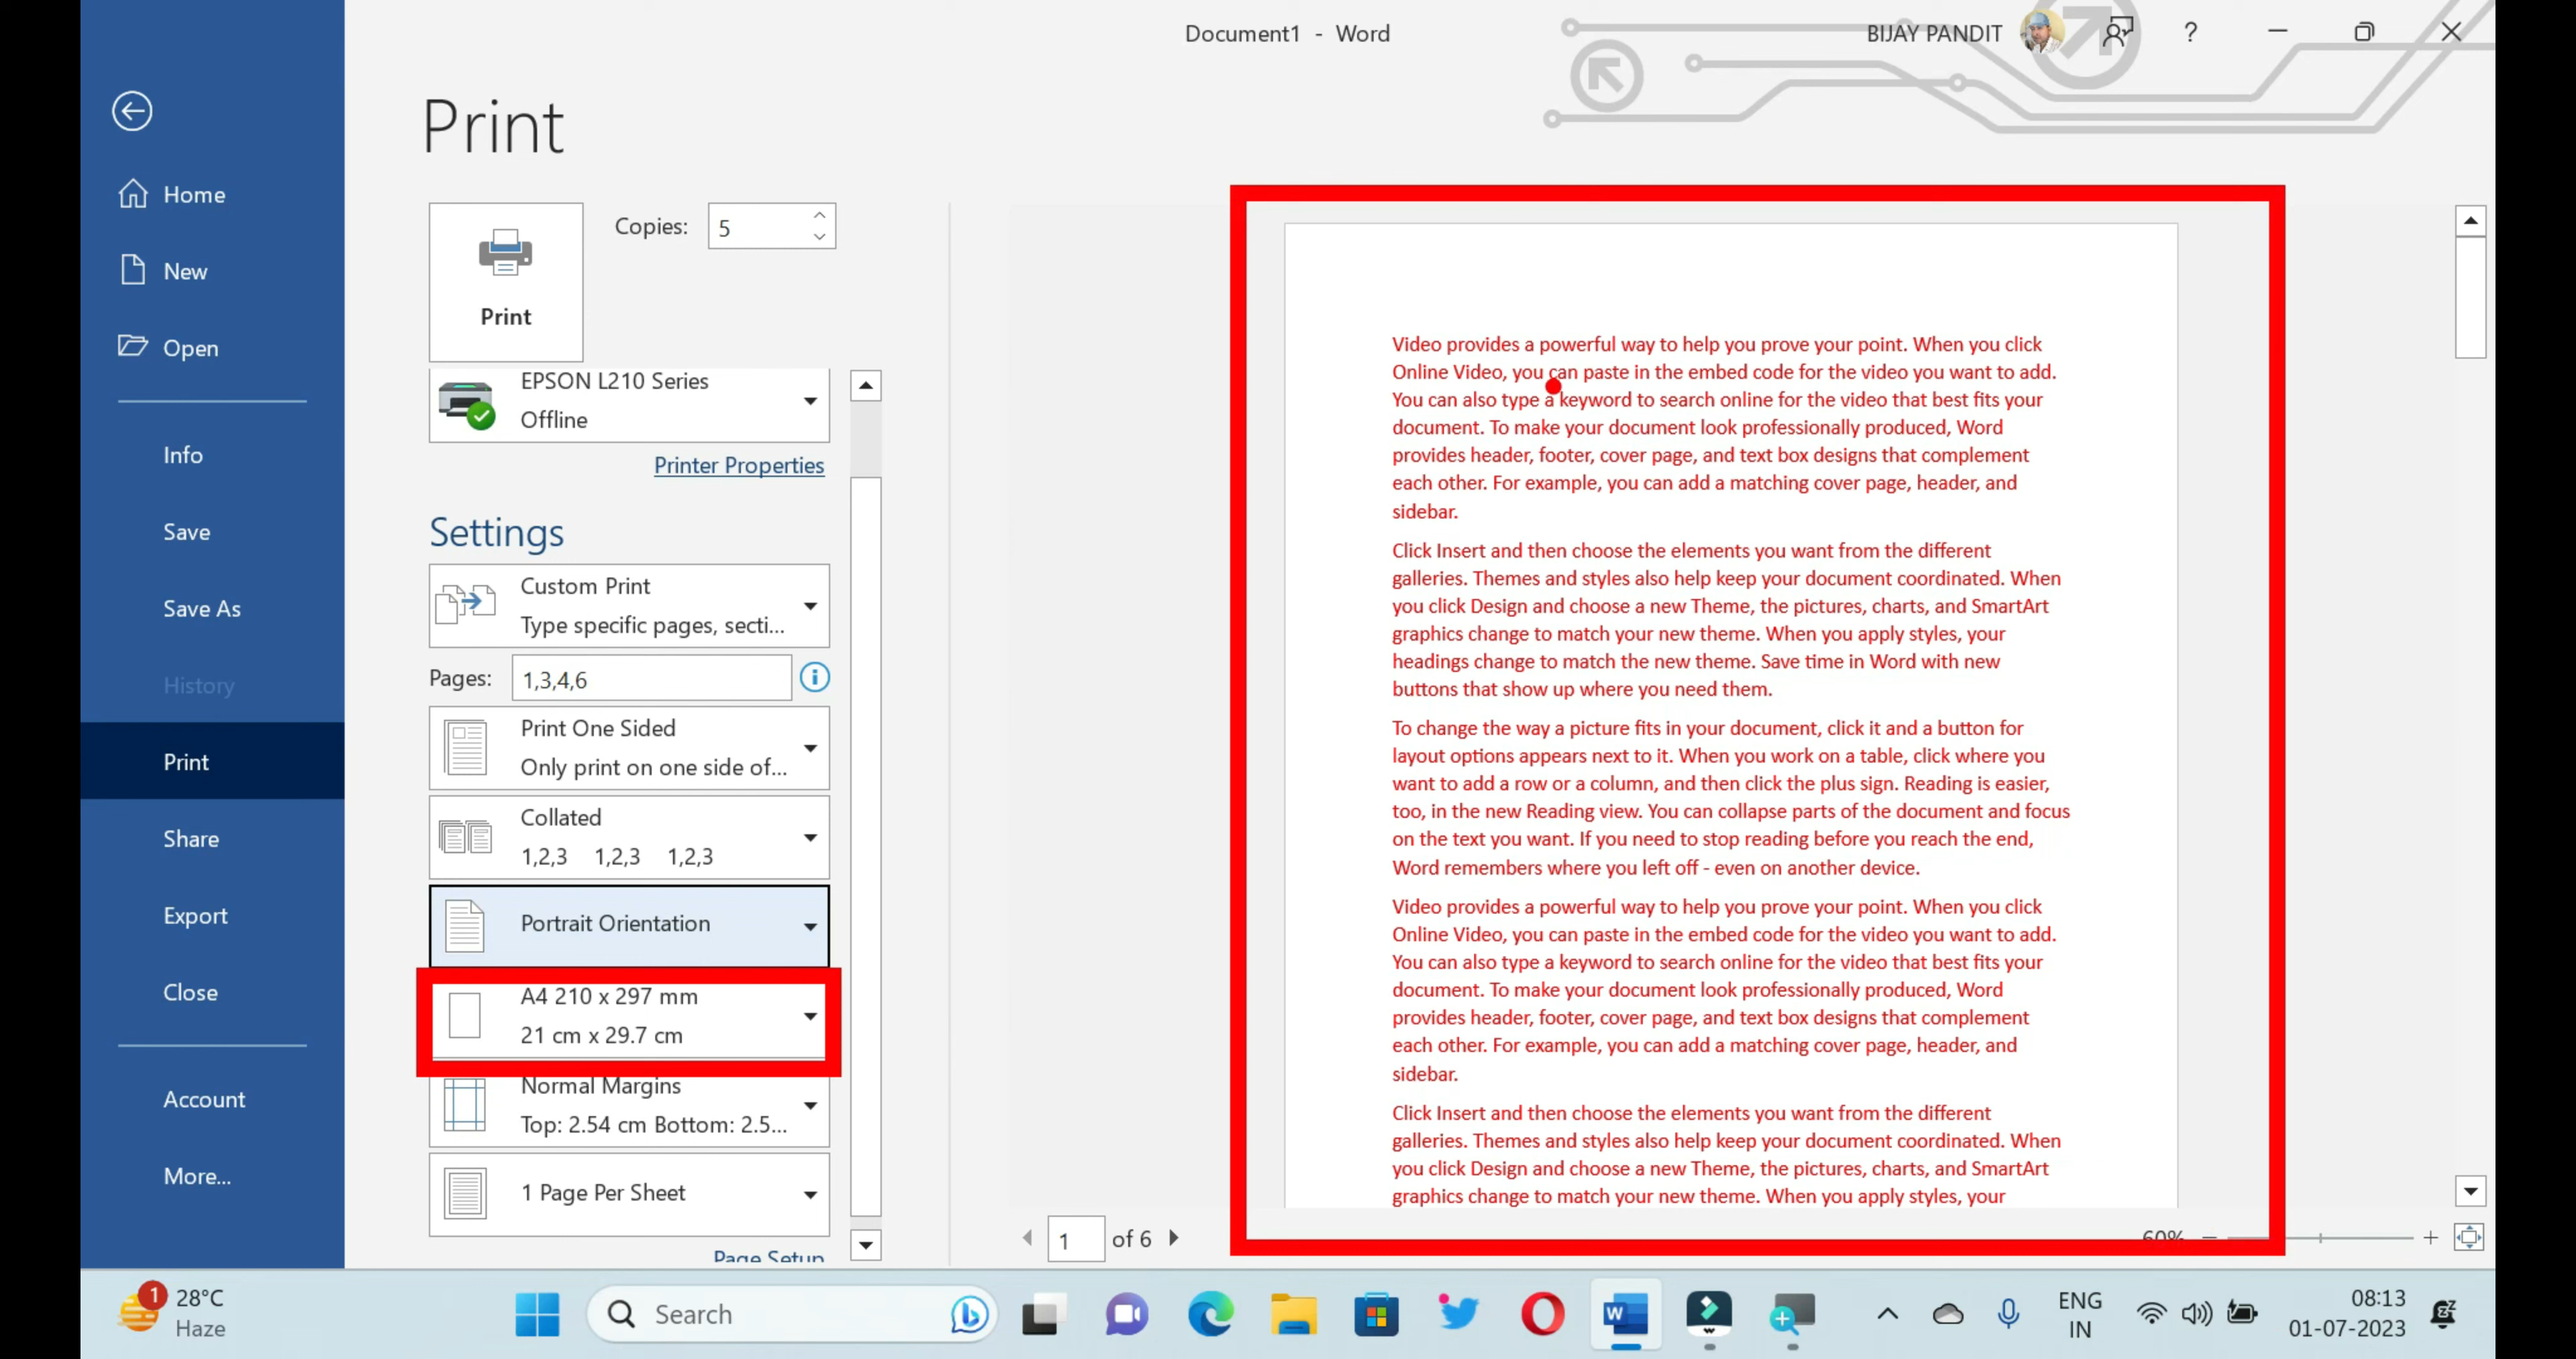 Document1 - Word
BIJAY PANDIT
?
Print
Home
New
Open
Info
Save
Save As
History
Print
Share
Export
Close
Account
More...
Print
Copies:
5
EPSON L210 Series
Offline
Printer Properties
Settings
Custom Print
Type specific pages, secti...
Pages:
1,3,4,6
Print One Sided
Only print on one side of...
Collated
1,2,3 1,2,3 1,2,3
Portrait Orientation
A4 210 x 297 mm
21 cm x 29.7 cm
Normal Margins
Top: 2.54 cm Bottom: 2.5...
1 Page Per Sheet
Page Setup
Video provides a powerful way to help you prove your point. When you click
Online Video, you can paste in the embed code for the video you want to add.
You can also type a keyword to search online for the video that best fits your
document. To make your document look professionally produced, Word
provides header, footer, cover page, and text box designs that complement
each other. For example, you can add a matching cover page, header, and
sidebar.
Click Insert and then choose the elements you want from the different
galleries. Themes and styles also help keep your document coordinated. When
you click Design and choose a new Theme, the pictures, charts, and SmartArt
graphics change to match your new theme. When you apply styles, your
headings change to match the new theme. Save time in Word with new
buttons that show up where you need them.
To change the way a picture fits in your document, click it and a button for
layout options appears next to it. When you work on a table, click where you
want to add a row or a column, and then click the plus sign. Reading is easier,
too, in the new Reading view. You can collapse parts of the document and focus
on the text you want. If you need to stop reading before you reach the end,
Word remembers where you left off - even on another device.
Video provides a powerful way to help you prove your point. When you click
Online Video, you can paste in the embed code for the video you want to add.
You can also type a keyword to search online for the video that best fits your
document. To make your document look professionally produced, Word
provides header, footer, cover page, and text box designs that complement
each other. For example, you can add a matching cover page, header, and
sidebar.
Click Insert and then choose the elements you want from the different
galleries. Themes and styles also help keep your document coordinated. When
you click Design and choose a new Theme, the pictures, charts, and SmartArt
graphics change to match your new theme. When you apply styles, your
1 of 6
60%
1
28°C
Haze
Search
W
ENG
IN
08:13
01-07-2023